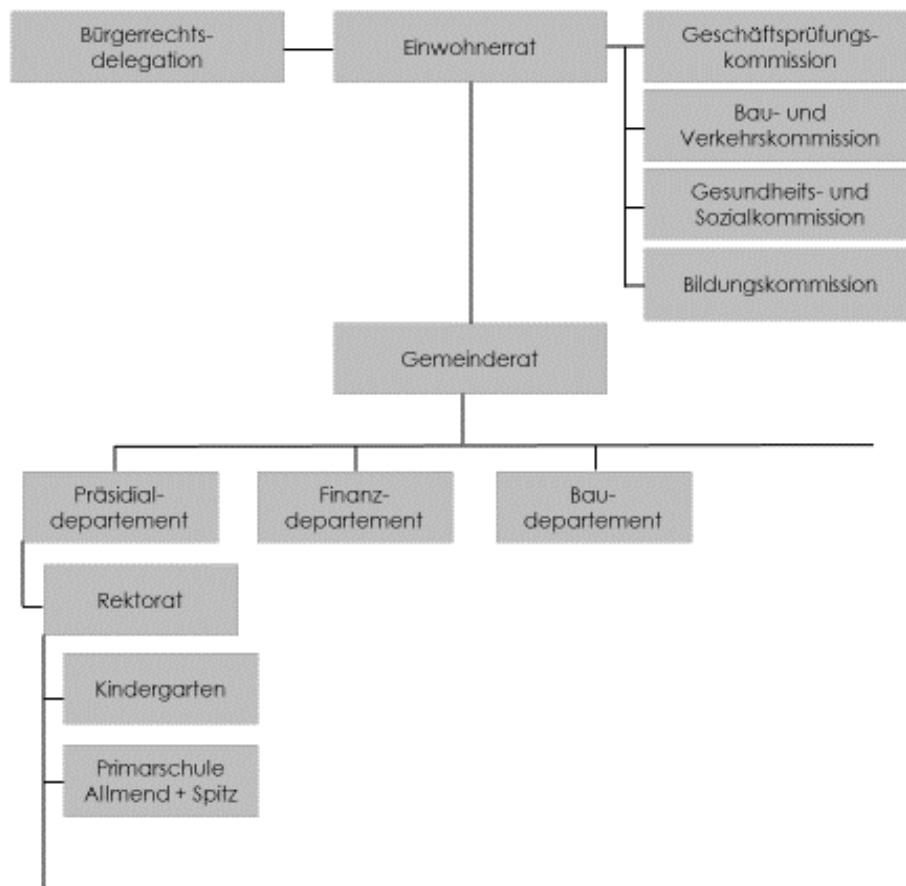 Bürgerrechts-
delegation
Einwohnerrat
Geschäftsprüfungs-
kommission
Bau- und
Verkehrskommission
Gesundheits- und
Sozialkommission
Bildungskommission
Gemeinderat
Präsidial-
departement
Finanz-
departement
Bau-
departement
Rektorat
Kindergarten
Primarschule
Allmend + Spitz